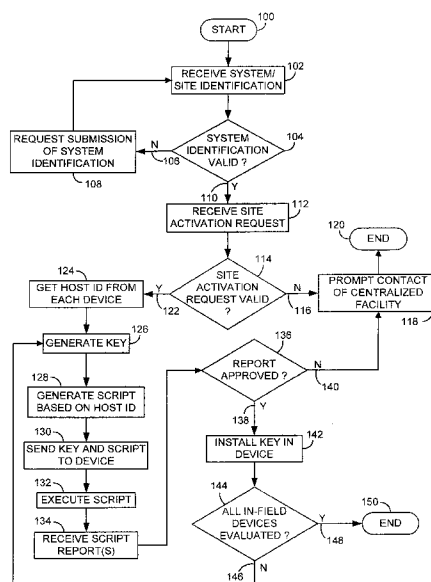 100
START
102
RECEIVE SYSTEM/
SITE IDENTIFICATION
REQUEST SUBMISSION
OF SYSTEM
IDENTIFICATION
108
N
106
SYSTEM
IDENTIFICATION
VALID ?
104
110
Y
112
RECEIVE SITE
ACTIVATION REQUEST
120
END
124
GET HOST ID FROM
EACH DEVICE
Y
122
114
SITE
ACTIVATION
REQUEST VALID
?
N
116
PROMPT CONTACT
OF CENTRALIZED
FACILITY
118
GENERATE KEY
126
128
GENERATE SCRIPT
BASED ON HOST ID
130
SEND KEY AND SCRIPT
TO DEVICE
132
EXECUTE SCRIPT
134
RECEIVE SCRIPT
REPORT(S)
136
REPORT
APPROVED ?
N
140
138
Y
142
INSTALL KEY IN
DEVICE
144
ALL IN-FIELD
DEVICES
EVALUATED ?
Y
148
150
END
146
N